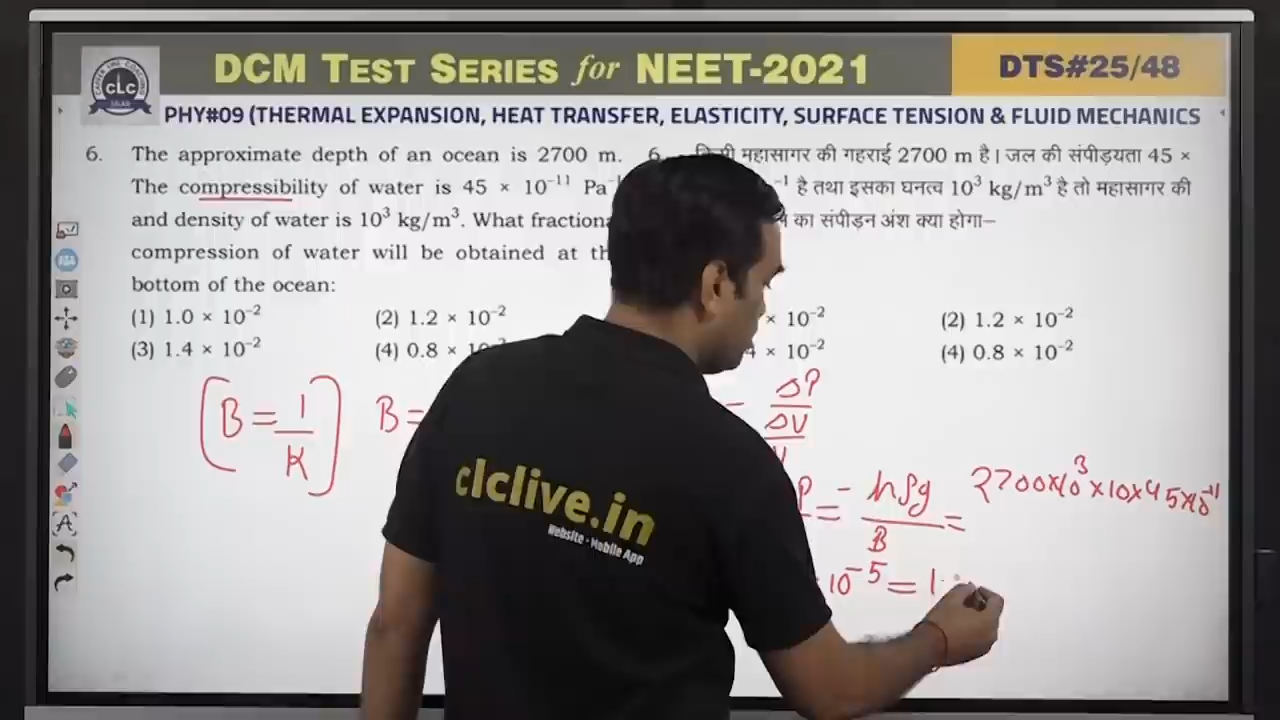 DCM TEST SERIES for NEET-2021
DTS#25/48
CLC
PHY#09 (THERMAL EXPANSION, HEAT TRANSFER, ELASTICITY, SURFACE TENSION & FLUID MECHANICS
6. The approximate depth of an ocean is 2700 m.
The compressibility of water is 45 × 10⁻¹¹ Pa
and density of water is 10³ kg/m³. What
compression of water will be obtained at
bottom of the ocean:
(1) 1.0 × 10⁻² (2) 1.2 × 10⁻²
(3) 1.4 × 10⁻² (4) 0.8 ×
6. महासागर की गहराई 2700 m है। जल की संपीड़यता 45 ×
⁻¹ है तथा इसका घनत्व 10³ kg/m³ है तो महासागर की
का संपीड़न अंश क्या होगा–
× 10⁻² (2) 1.2 × 10⁻²
× 10⁻² (4) 0.8 × 10⁻²
B = 1/K
B =
ΔP
ΔV
= -hρg/B = 2700×10³×10×45×10⁻¹¹
10⁻⁵ = 1
clclive.in
Website - Mobile App